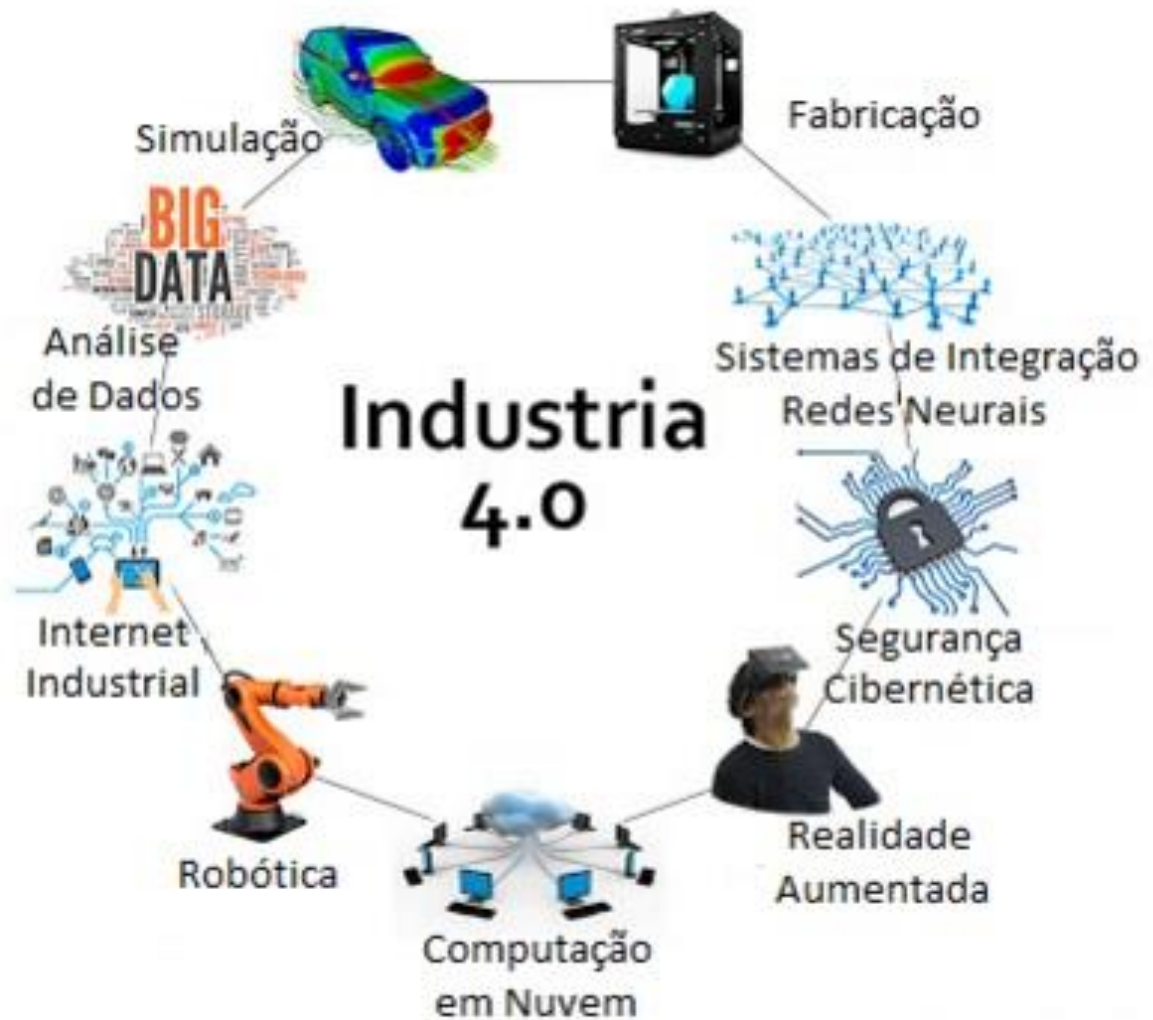 Simulação
Fabricação
BIG
DATA
STORAGE
Análise
de Dados
Sistemas de Integração
Redes Neurais
Industria
4.0
Internet
Industrial
Segurança
Cibernética
Robótica
Realidade
Aumentada
Computação
em Nuvem